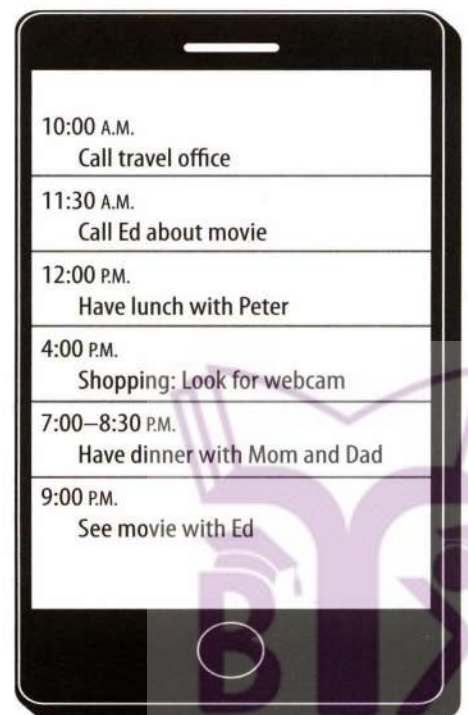 10:00 A.M.
Call travel office
11:30 A.M.
Call Ed about movie
12:00 P.M.
Have lunch with Peter
4:00 P.M.
Shopping: Look for webcam
7:00–8:30 P.M.
Have dinner with Mom and Dad
9:00 P.M.
See movie with Ed